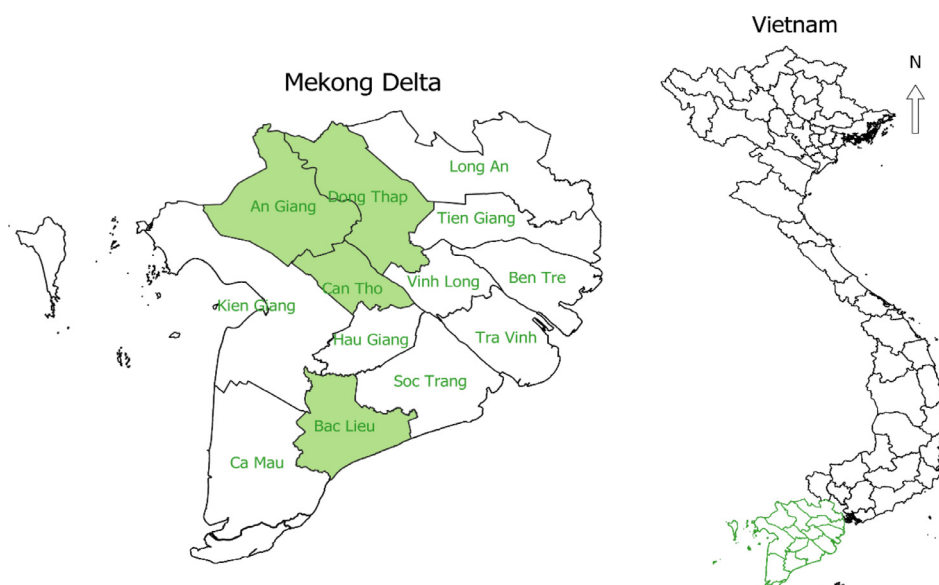 Vietnam
N
Mekong Delta
Long An
Dong Thap
An Giang
Tien Giang
Ben Tre
Vinh Long
Can Tho
Kien Giang
Hau Giang
Tra Vinh
Soc Trang
Bac Lieu
Ca Mau